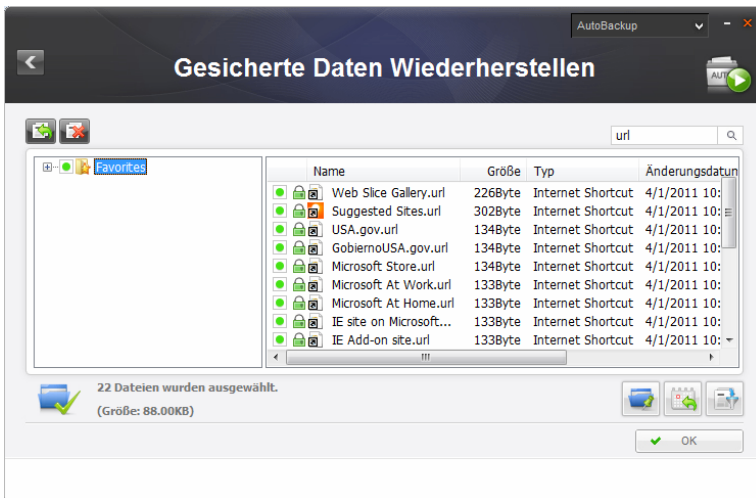 AutoBackup
Gesicherte Daten Wiederherstellen
AUTO
url
Favorites
Name Größe Typ Änderungsdatun
Web Slice Gallery.url 226Byte Internet Shortcut 4/1/2011 10:
Suggested Sites.url 302Byte Internet Shortcut 4/1/2011 10:
USA.gov.url 134Byte Internet Shortcut 4/1/2011 10:
GobiernoUSA.gov.url 134Byte Internet Shortcut 4/1/2011 10:
Microsoft Store.url 134Byte Internet Shortcut 4/1/2011 10:
Microsoft At Work.url 133Byte Internet Shortcut 4/1/2011 10:
Microsoft At Home.url 133Byte Internet Shortcut 4/1/2011 10:
IE site on Microsoft... 133Byte Internet Shortcut 4/1/2011 10:
IE Add-on site.url 133Byte Internet Shortcut 4/1/2011 10:
22 Dateien wurden ausgewählt.
(Größe: 88.00KB)
OK